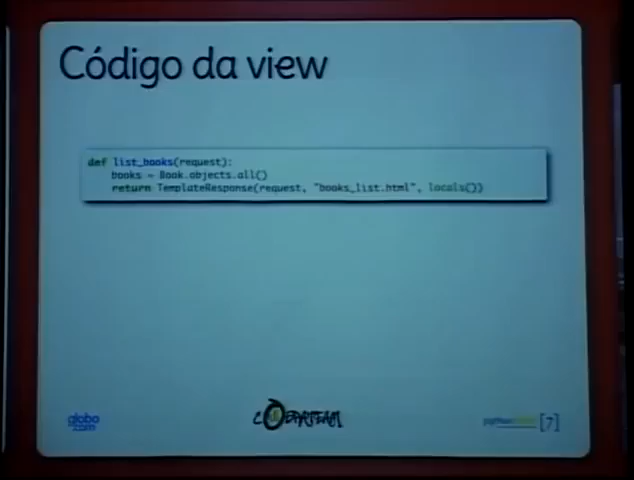 Código da view
def list_books(request):
books = Book.objects.all()
return TemplateResponse(request, "books_list.html", locals())
globo
.com
python [7]